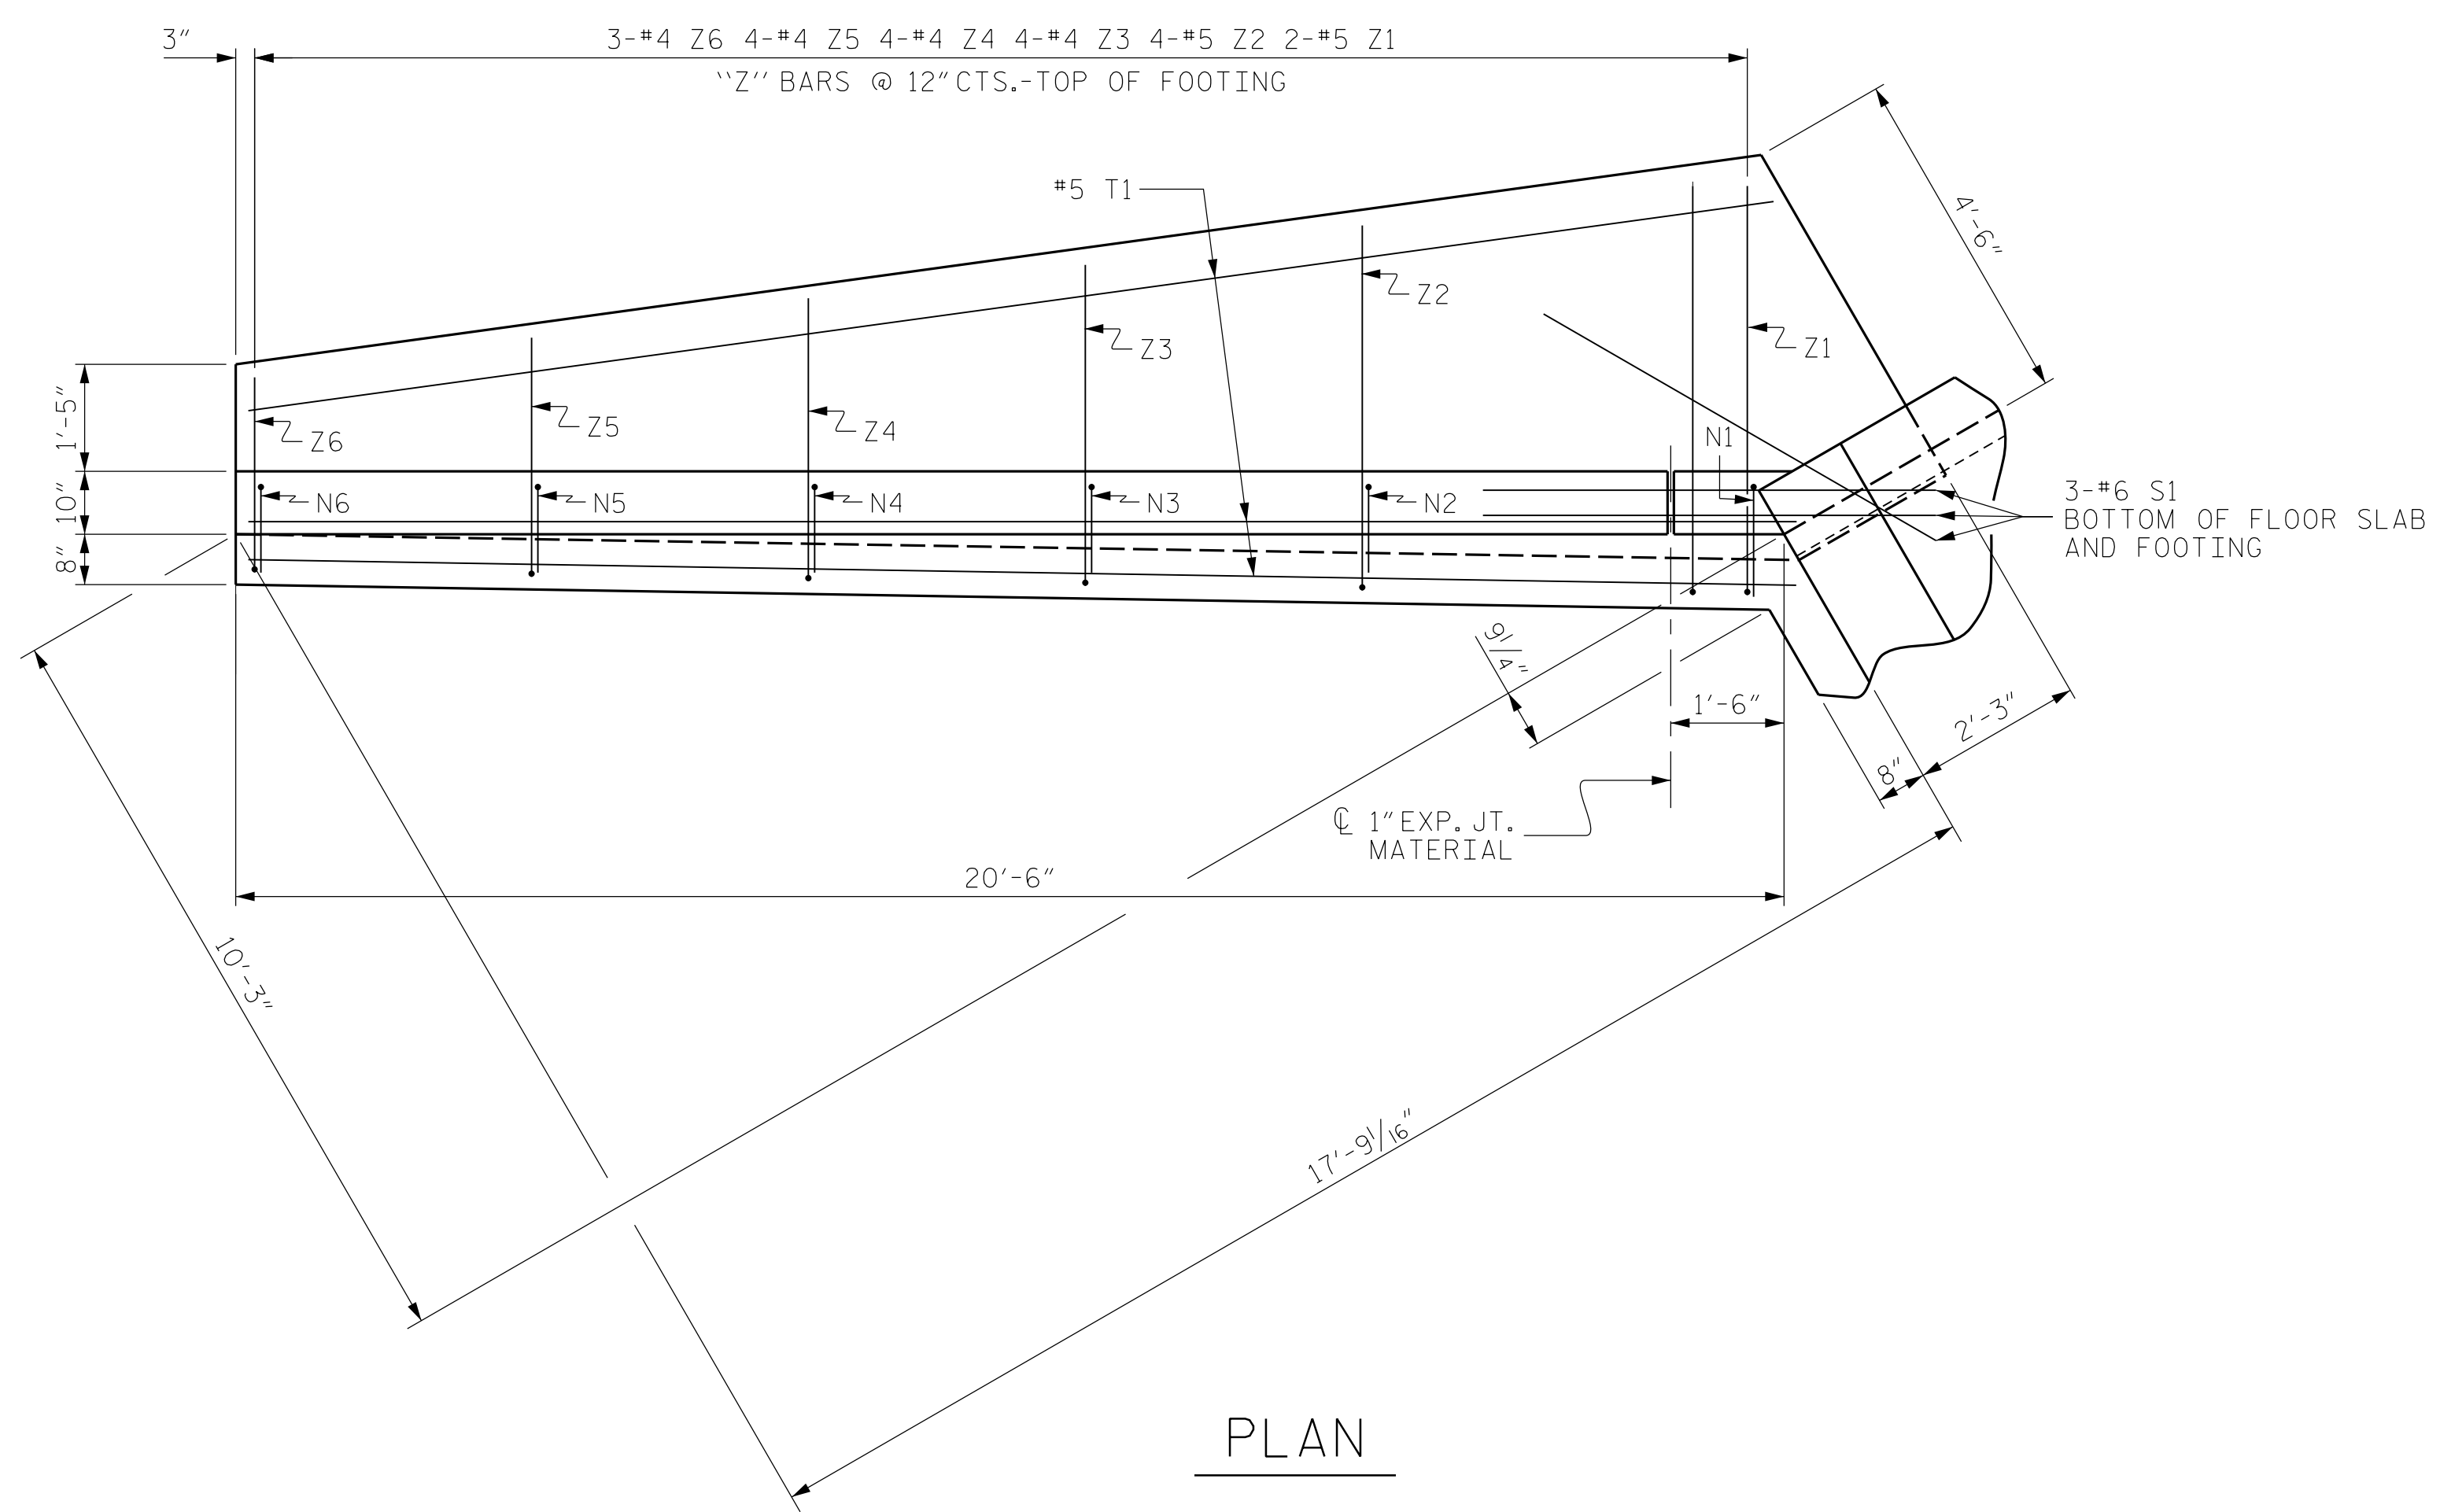 3"
3-#4 Z6 4-#4 Z5 4-#4 Z4 4-#4 Z3 4-#5 Z2 2-#5 Z1
"Z" BARS @ 12"CTS.-TOP OF FOOTING
#5 T1
4'-6"
Z2
Z3
Z1
1'-5"
Z5
Z4
Z6
N1
10"
N6
N5
N4
N3
N2
3-#6 S1
BOTTOM OF FLOOR SLAB
AND FOOTING
8"
9 1/4"
1'-6"
2'-3"
8"
℄ 1"EXP. JT.
MATERIAL
20'-6"
10'-3"
17'-9/16"
PLAN